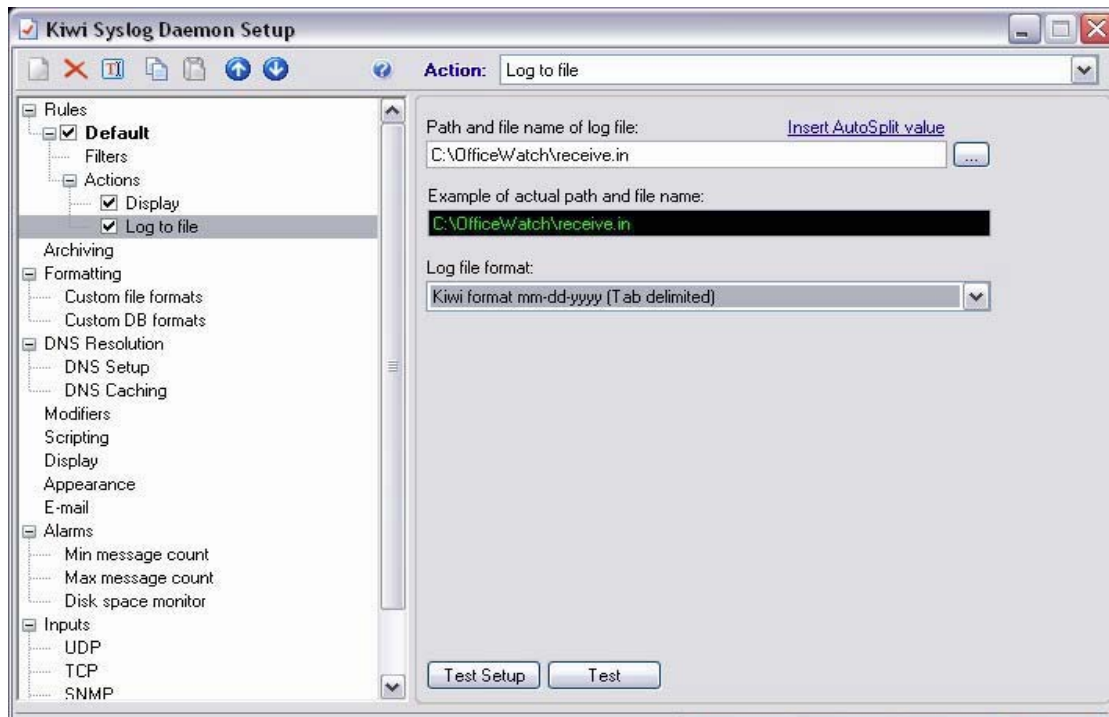 Kiwi Syslog Daemon Setup
Action: Log to file
Rules
Default
Filters
Actions
Display
Log to file
Archiving
Formatting
Custom file formats
Custom DB formats
DNS Resolution
DNS Setup
DNS Caching
Modifiers
Scripting
Display
Appearance
E-mail
Alarms
Min message count
Max message count
Disk space monitor
Inputs
UDP
TCP
SNMP
Path and file name of log file: Insert AutoSplit value
C:\OfficeWatch\receive.in ...
Example of actual path and file name:
C:\OfficeWatch\receive.in
Log file format:
Kiwi format mm-dd-yyyy (Tab delimited)
Test Setup Test